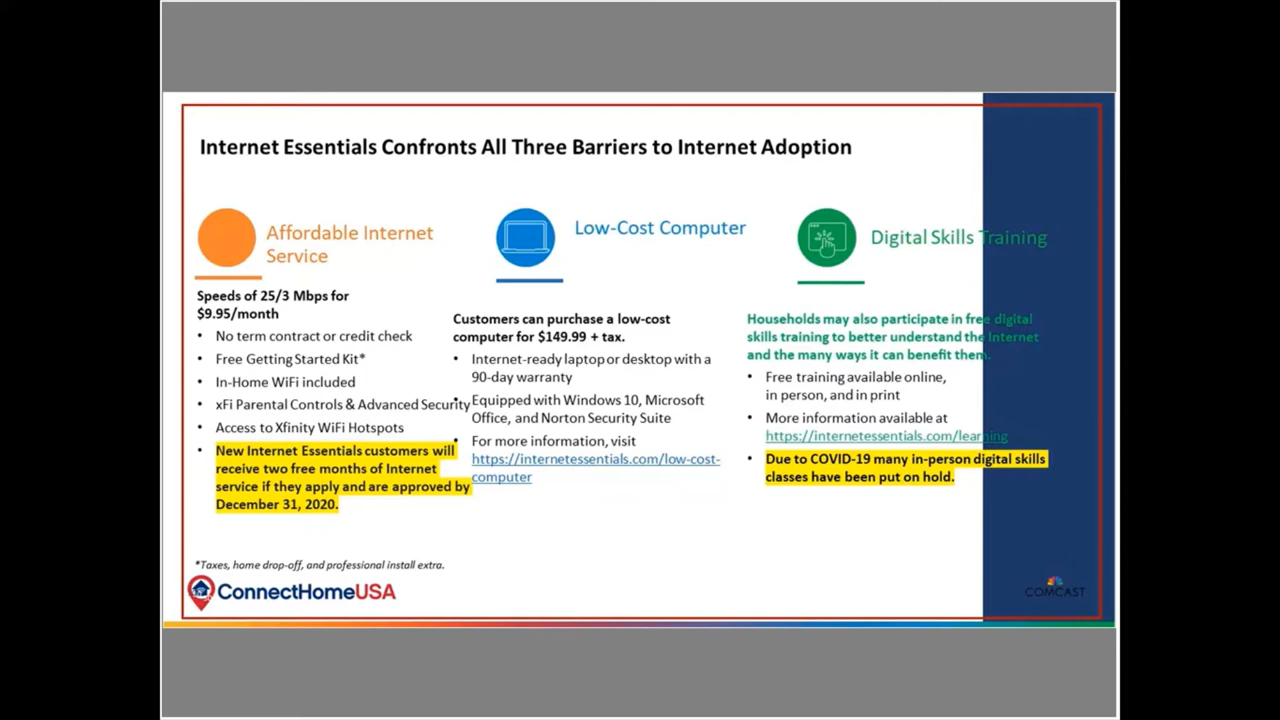 Internet Essentials Confronts All Three Barriers to Internet Adoption
Affordable Internet
Service
Speeds of 25/3 Mbps for
$9.95/month
• No term contract or credit check
• Free Getting Started Kit*
• In-Home WiFi included
• xFi Parental Controls & Advanced Security
• Access to Xfinity WiFi Hotspots
• New Internet Essentials customers will
receive two free months of Internet
service if they apply and are approved by
December 31, 2020.
Low-Cost Computer
Customers can purchase a low-cost
computer for $149.99 + tax.
• Internet-ready laptop or desktop with a
90-day warranty
• Equipped with Windows 10, Microsoft
Office, and Norton Security Suite
• For more information, visit
https://internetessentials.com/low-cost-
computer
Digital Skills Training
Households may also participate in free digital
skills training to better understand the Internet
and the many ways it can benefit them.
• Free training available online,
in person, and in print
• More information available at
https://internetessentials.com/learning
• Due to COVID-19 many in-person digital skills
classes have been put on hold.
*Taxes, home drop-off, and professional install extra.
ConnectHomeUSA
COMCAST